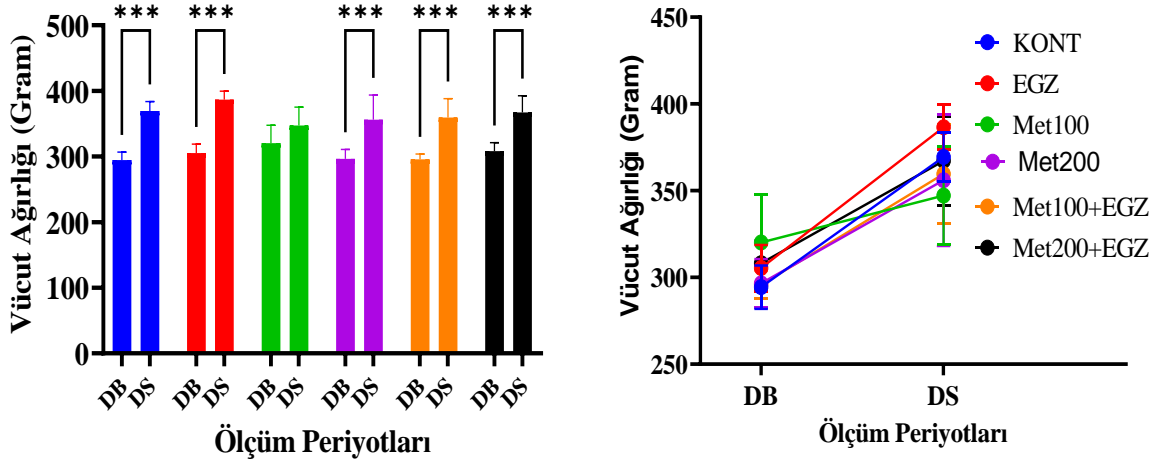 *** *** *** *** ***
500
400
300
200
100
0
Vücut Ağırlığı (Gram)
DB DS DB DS DB DS DB DS DB DS DB DS
Ölçüm Periyotları
450
400
350
300
250
Vücut Ağırlığı (Gram)
KONT
EGZ
Met100
Met200
Met100+EGZ
Met200+EGZ
DB DS
Ölçüm Periyotları